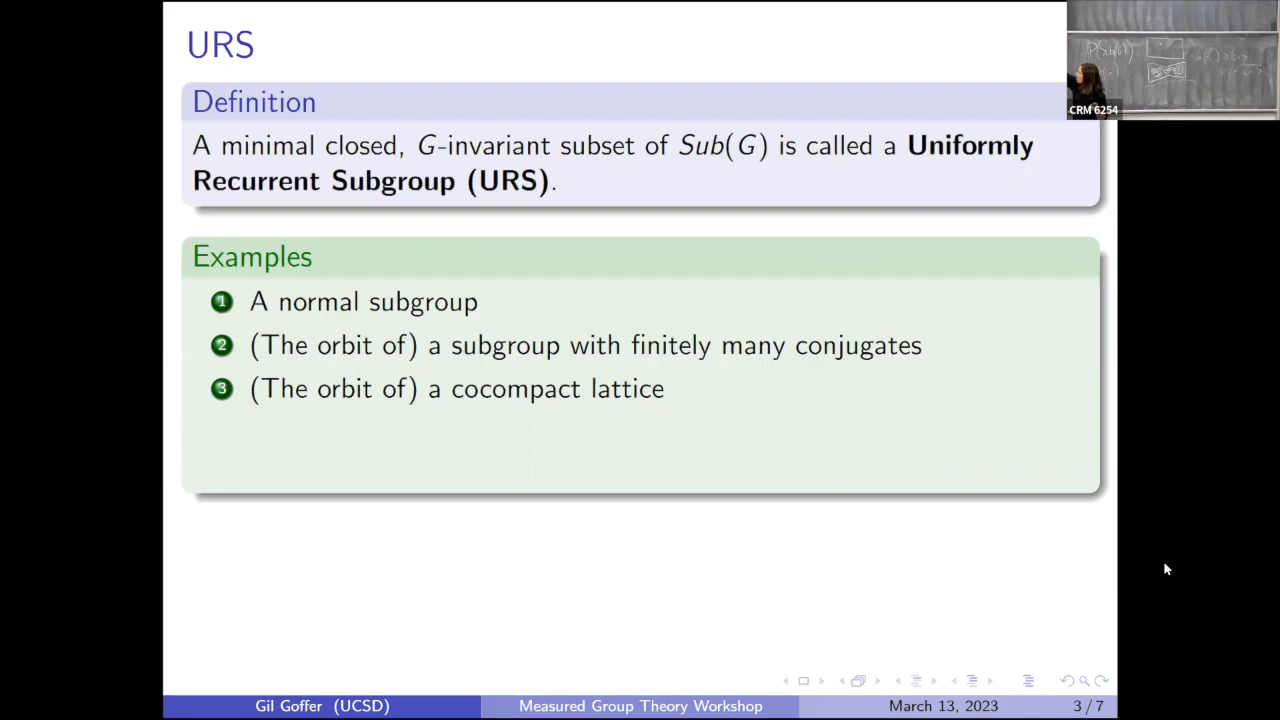 URS
Definition
A minimal closed, G-invariant subset of Sub(G) is called a Uniformly
Recurrent Subgroup (URS).
Examples
1 A normal subgroup
2 (The orbit of) a subgroup with finitely many conjugates
3 (The orbit of) a cocompact lattice
CRM 6254
Gil Goffer (UCSD) Measured Group Theory Workshop March 13, 2023 3 / 7